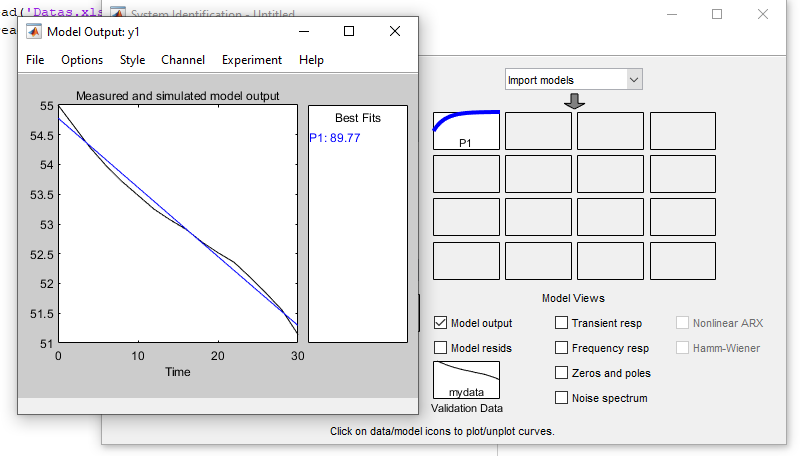 ad('Datas.xls
ea
System Identification - Untitled
Model Output: y1
File Options Style Channel Experiment Help
Measured and simulated model output
55
54.5
54
53.5
53
52.5
52
51.5
51
0 10 20 30
Time
Best Fits
P1: 89.77
Import models
P1
Model Views
Model output Transient resp Nonlinear ARX
Model resids Frequency resp Hamm-Wiener
Zeros and poles
mydata
Noise spectrum
Validation Data
Click on data/model icons to plot/unplot curves.